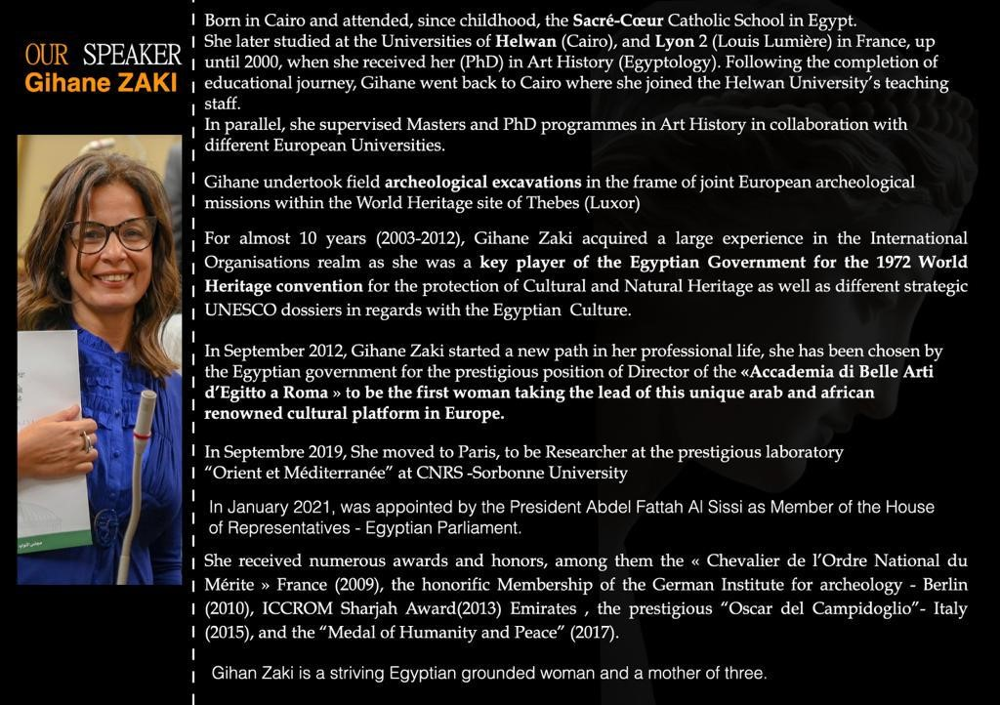 OUR SPEAKER
Gihane ZAKI
Born in Cairo and attended, since childhood, the Sacré-Cœur Catholic School in Egypt.
She later studied at the Universities of Helwan (Cairo), and Lyon 2 (Louis Lumière) in France, up
until 2000, when she received her (PhD) in Art History (Egyptology). Following the completion of
educational journey, Gihane went back to Cairo where she joined the Helwan University's teaching
staff.
In parallel, she supervised Masters and PhD programmes in Art History in collaboration with
different European Universities.
Gihane undertook field archeological excavations in the frame of joint European archeological
missions within the World Heritage site of Thebes (Luxor)
For almost 10 years (2003-2012), Gihane Zaki acquired a large experience in the International
Organisations realm as she was a key player of the Egyptian Government for the 1972 World
Heritage convention for the protection of Cultural and Natural Heritage as well as different strategic
UNESCO dossiers in regards with the Egyptian Culture.
In September 2012, Gihane Zaki started a new path in her professional life, she has been chosen by
the Egyptian government for the prestigious position of Director of the «Accademia di Belle Arti
d'Egitto a Roma » to be the first woman taking the lead of this unique arab and african
renowned cultural platform in Europe.
In Septembre 2019, She moved to Paris, to be Researcher at the prestigious laboratory
"Orient et Méditerranée" at CNRS -Sorbonne University
In January 2021, was appointed by the President Abdel Fattah Al Sissi as Member of the House
of Representatives - Egyptian Parliament.
She received numerous awards and honors, among them the « Chevalier de l'Ordre National du
Mérite » France (2009), the honorific Membership of the German Institute for archeology - Berlin
(2010), ICCROM Sharjah Award(2013) Emirates , the prestigious "Oscar del Campidoglio"- Italy
(2015), and the "Medal of Humanity and Peace" (2017).
Gihan Zaki is a striving Egyptian grounded woman and a mother of three.